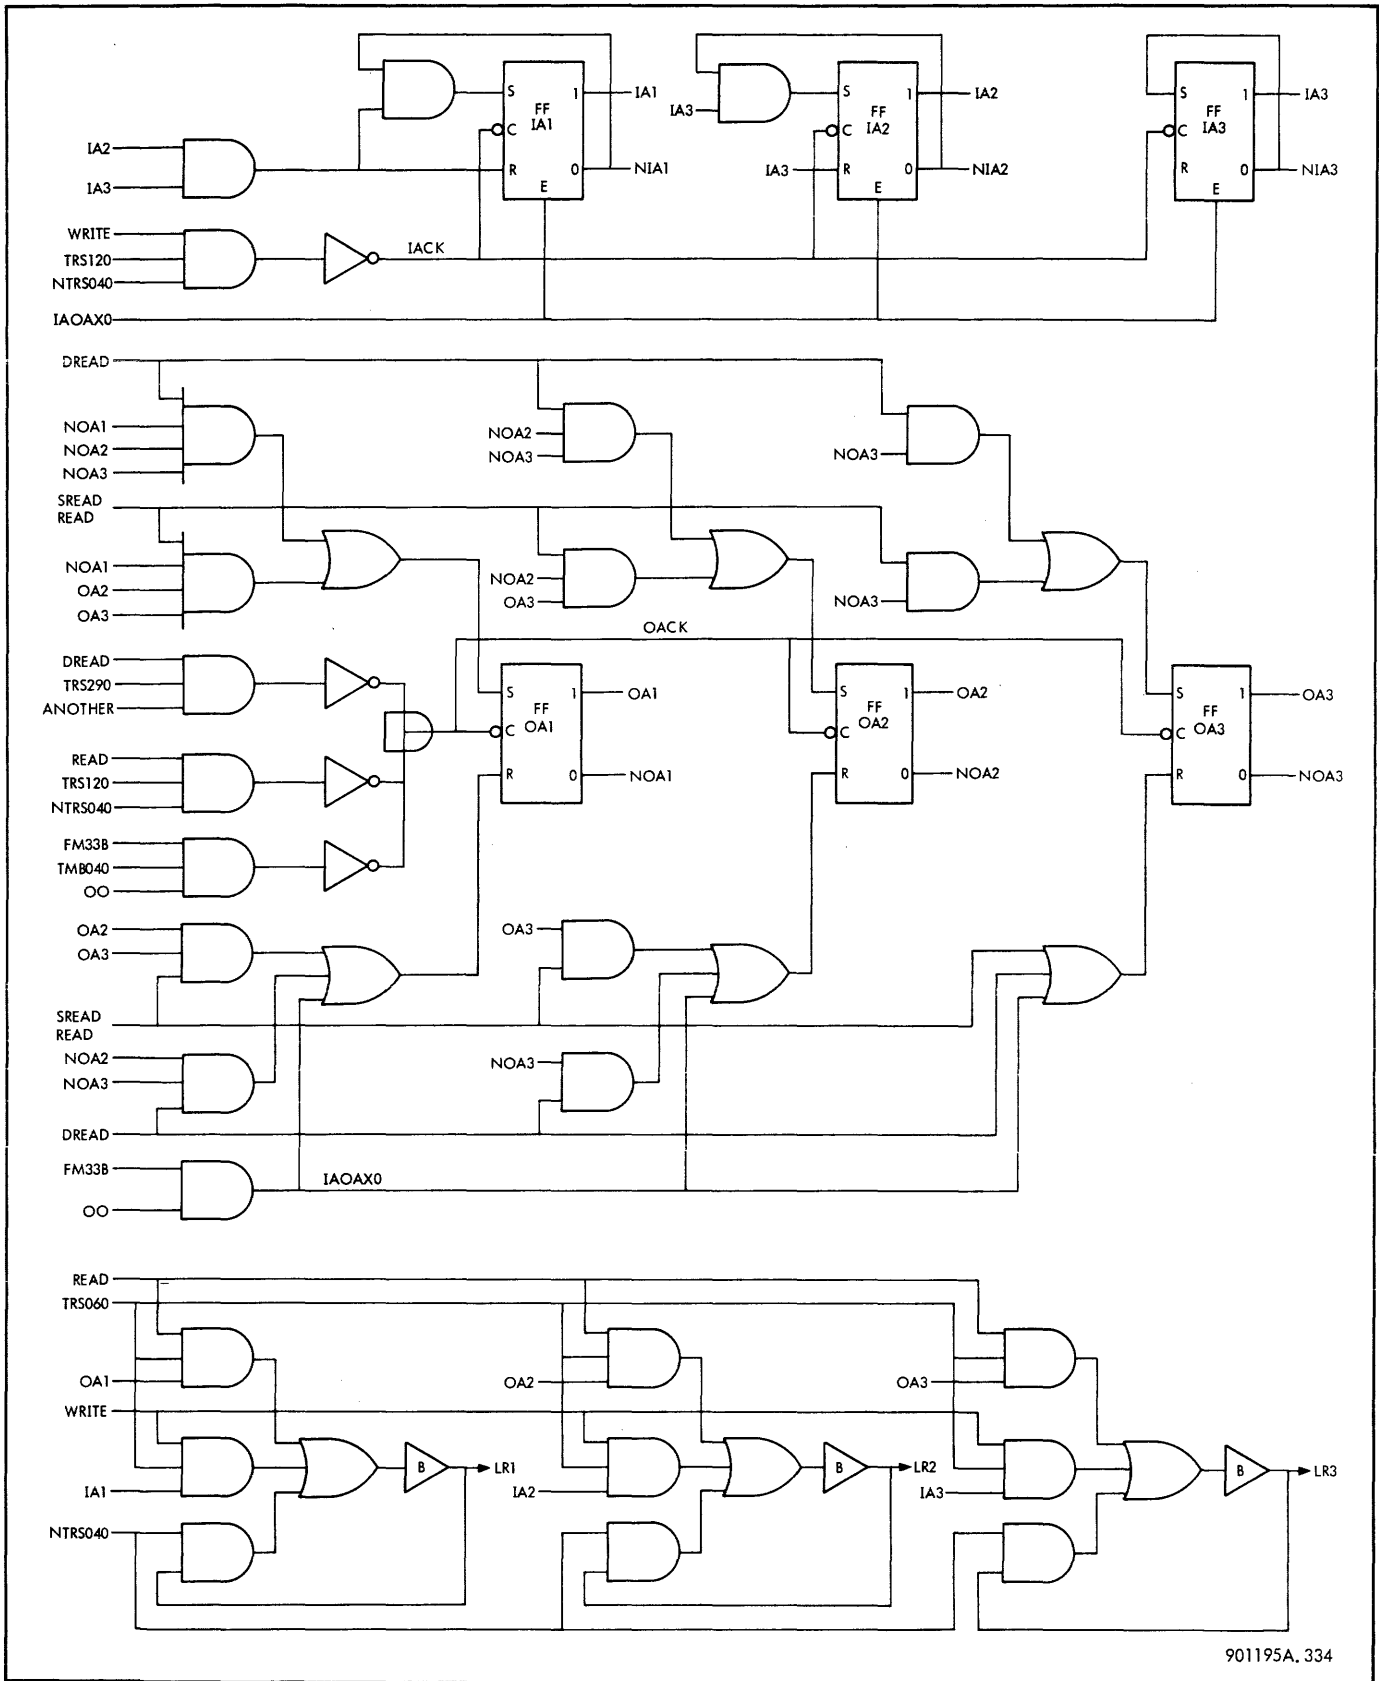 S 1 IA1
FF
IA1
C
R 0 NIA1
E
IA3
S 1 IA2
FF
IA2
C
IA3 R 0 NIA2
E
S 1 IA3
FF
IA3
C
R 0 NIA3
E
IA2
IA3
WRITE
TRS120
NTRS040
IACK
IAOAX0
DREAD
NOA1
NOA2
NOA3
NOA2
NOA3
NOA3
SREAD
READ
NOA1
OA2
OA3
NOA2
OA3
NOA3
OACK
DREAD
TRS290
ANOTHER
READ
TRS120
NTRS040
FM33B
TMB040
OO
S 1 OA1
FF
OA1
C
R 0 NOA1
S 1 OA2
FF
OA2
C
R 0 NOA2
S 1 OA3
FF
OA3
C
R 0 NOA3
OA2
OA3
OA3
SREAD
READ
NOA2
NOA3
NOA3
DREAD
FM33B
OO
IAOAX0
READ
TRS060
OA1
OA2
OA3
WRITE
IA1
B
LR1
IA2
B
LR2
IA3
B
LR3
NTRS040
901195A. 334